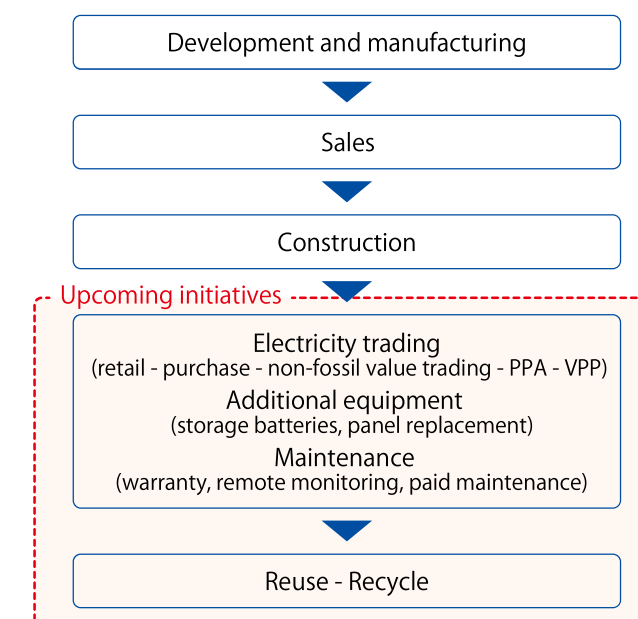 Development and manufacturing
Sales
Construction
Upcoming initiatives
Electricity trading
(retail - purchase - non-fossil value trading - PPA - VPP)
Additional equipment
(storage batteries, panel replacement)
Maintenance
(warranty, remote monitoring, paid maintenance)
Reuse - Recycle